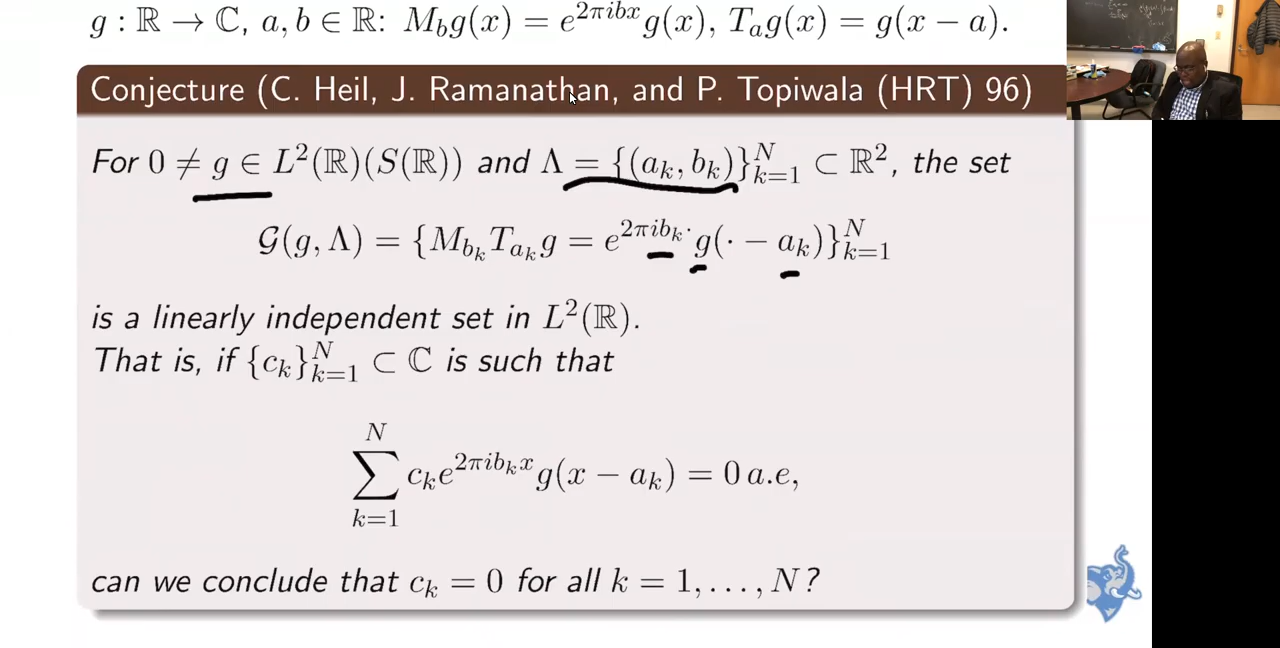 g : ℝ → ℂ, a, b ∈ ℝ: M_b g(x) = e^{2πibx} g(x), T_a g(x) = g(x − a).
Conjecture (C. Heil, J. Ramanathan, and P. Topiwala (HRT) 96)
For 0 ≠ g ∈ L²(ℝ)(S(ℝ)) and Λ = {(a_k, b_k)}_{k=1}^N ⊂ ℝ², the set
𝒢(g, Λ) = {M_{b_k} T_{a_k} g = e^{2πib_k ·} g(· − a_k)}_{k=1}^N
is a linearly independent set in L²(ℝ).
That is, if {c_k}_{k=1}^N ⊂ ℂ is such that
∑_{k=1}^N c_k e^{2πib_k x} g(x − a_k) = 0 a.e,
can we conclude that c_k = 0 for all k = 1, . . . , N?